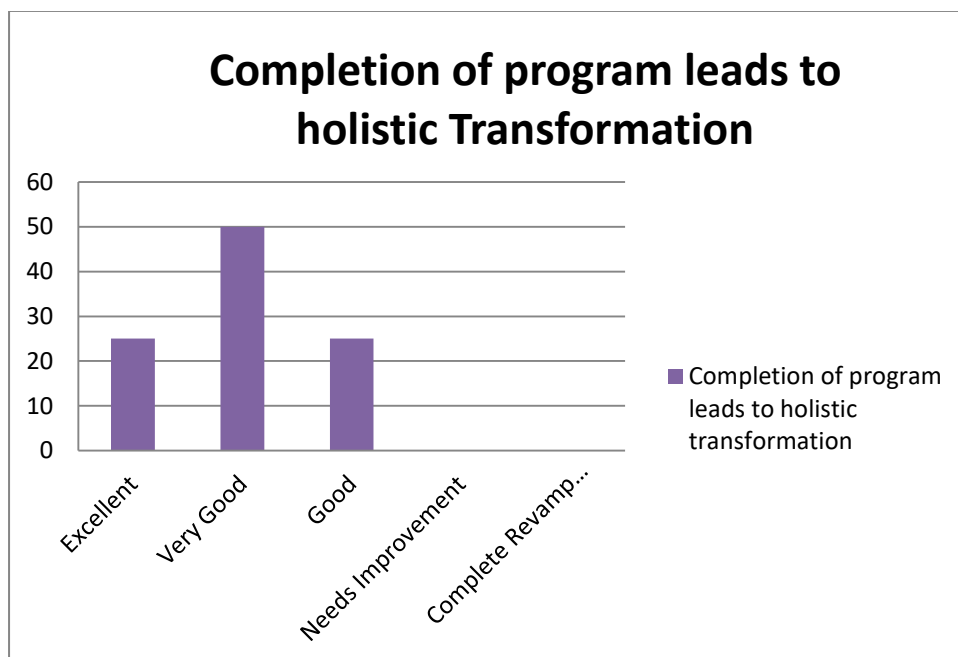 Completion of program leads to
holistic Transformation
60
50
40
30
20
10
0
Excellent
Very Good
Good
Needs Improvement
Complete Revamp...
Completion of program
leads to holistic
transformation